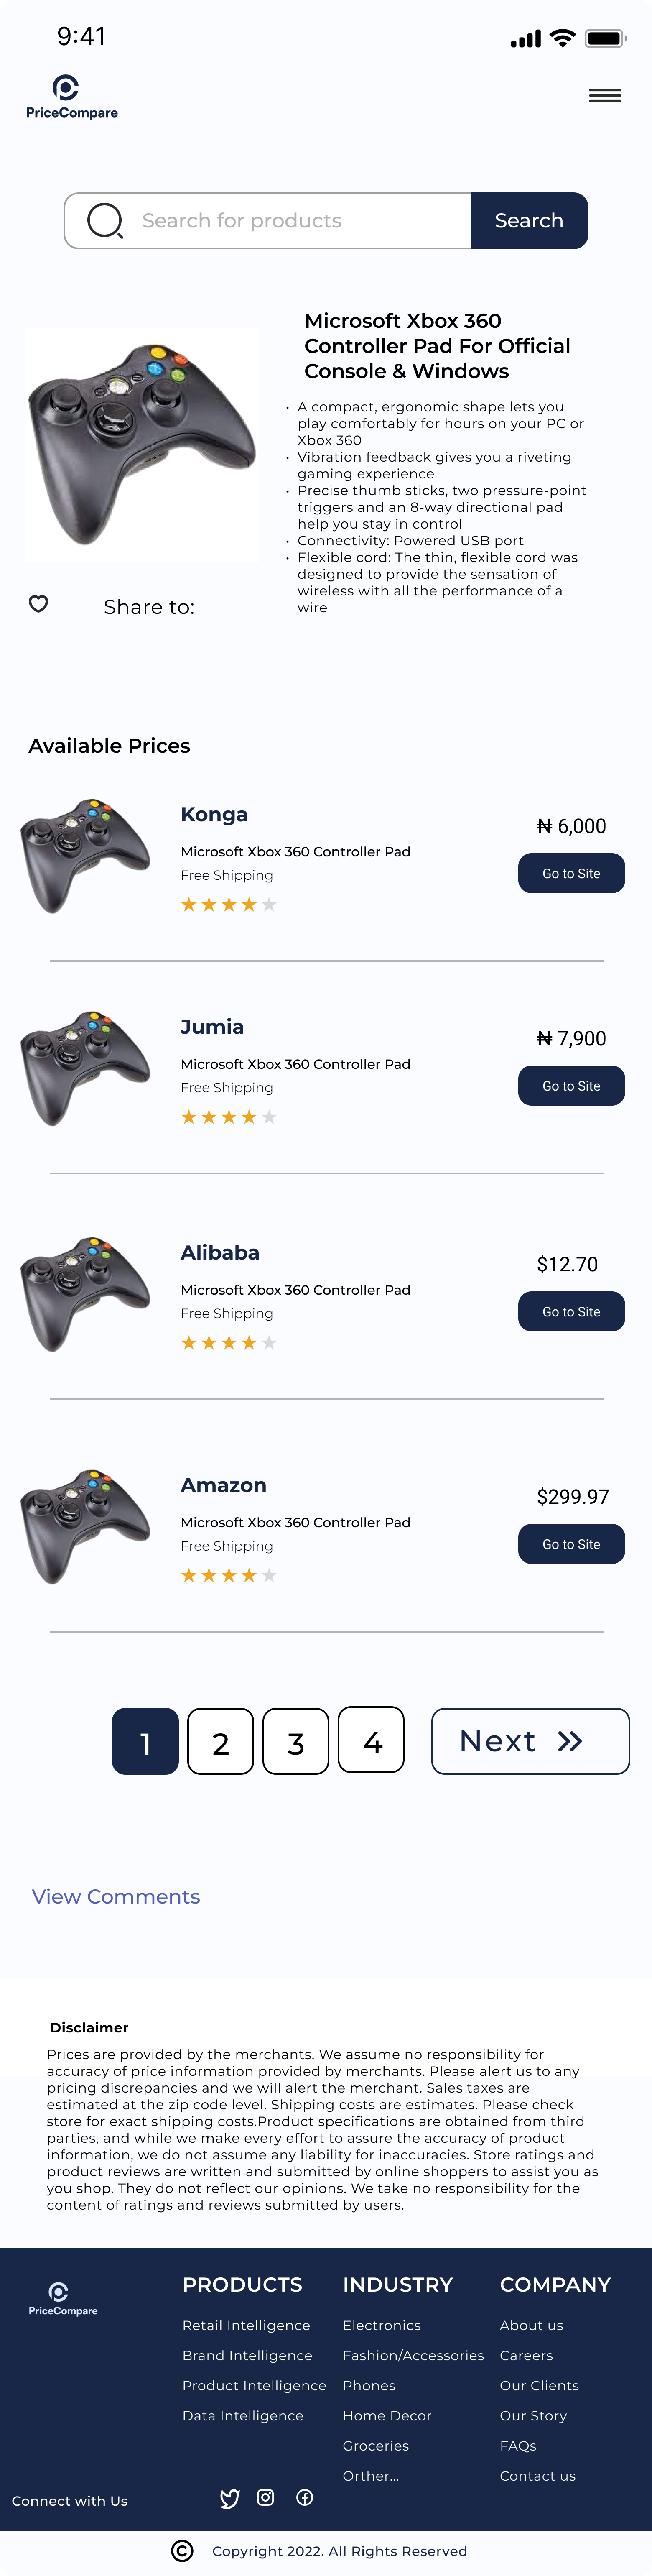 9:41
PriceCompare
Search for products
Search
Microsoft Xbox 360
Controller Pad For Official
Console & Windows
• A compact, ergonomic shape lets you
play comfortably for hours on your PC or
Xbox 360
• Vibration feedback gives you a riveting
gaming experience
• Precise thumb sticks, two pressure-point
triggers and an 8-way directional pad
help you stay in control
• Connectivity: Powered USB port
• Flexible cord: The thin, flexible cord was
designed to provide the sensation of
wireless with all the performance of a
wire
Share to:
Available Prices
Konga
Microsoft Xbox 360 Controller Pad
Free Shipping
₦ 6,000
Go to Site
Jumia
Microsoft Xbox 360 Controller Pad
Free Shipping
₦ 7,900
Go to Site
Alibaba
Microsoft Xbox 360 Controller Pad
Free Shipping
$12.70
Go to Site
Amazon
Microsoft Xbox 360 Controller Pad
Free Shipping
$299.97
Go to Site
1 2 3 4 Next »
View Comments
Disclaimer
Prices are provided by the merchants. We assume no responsibility for
accuracy of price information provided by merchants. Please alert us to any
pricing discrepancies and we will alert the merchant. Sales taxes are
estimated at the zip code level. Shipping costs are estimates. Please check
store for exact shipping costs.Product specifications are obtained from third
parties, and while we make every effort to assure the accuracy of product
information, we do not assume any liability for inaccuracies. Store ratings and
product reviews are written and submitted by online shoppers to assist you as
you shop. They do not reflect our opinions. We take no responsibility for the
content of ratings and reviews submitted by users.
PriceCompare
PRODUCTS
Retail Intelligence
Brand Intelligence
Product Intelligence
Data Intelligence
INDUSTRY
Electronics
Fashion/Accessories
Phones
Home Decor
Groceries
Orther...
COMPANY
About us
Careers
Our Clients
Our Story
FAQs
Contact us
Connect with Us
© Copyright 2022. All Rights Reserved